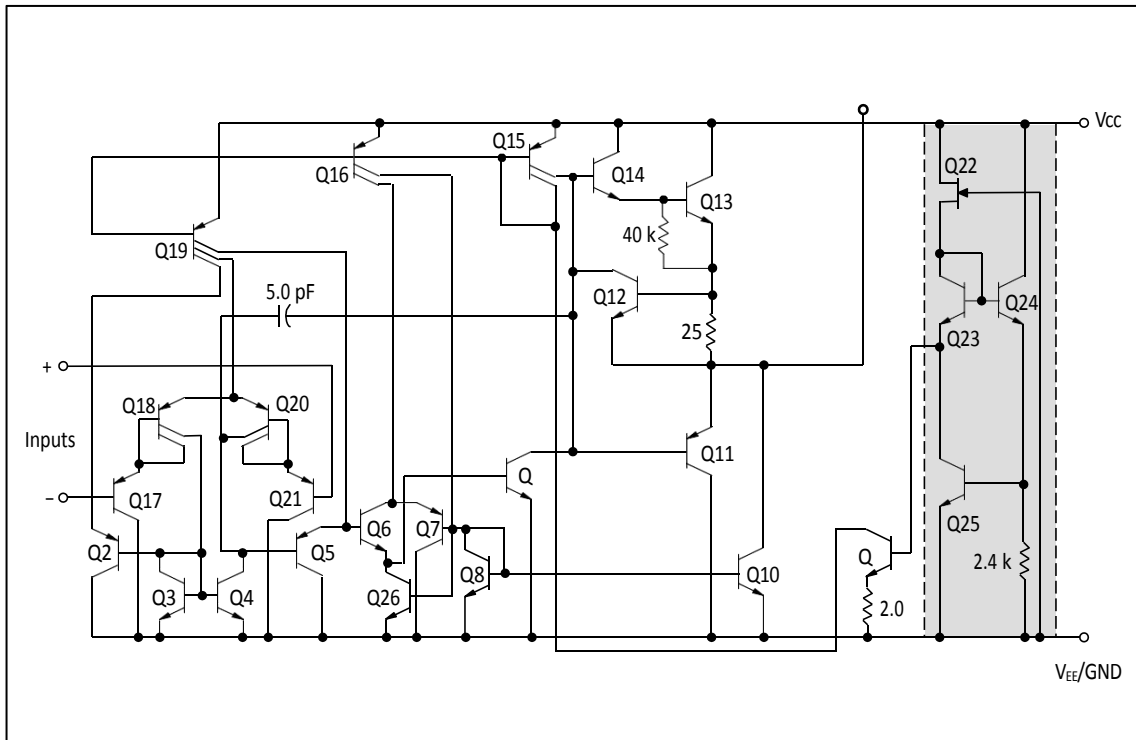 Q15
Vcc
Q22
Q16
Q14
Q13
40 k
Q19
Q12
Q24
5.0 pF
25
Q23
+
Q18
Q20
Inputs
Q
Q11
–
Q17
Q21
Q25
Q2
Q5
Q6
Q7
Q
2.4 k
Q3
Q4
Q26
Q8
Q10
2.0
VEE/GND